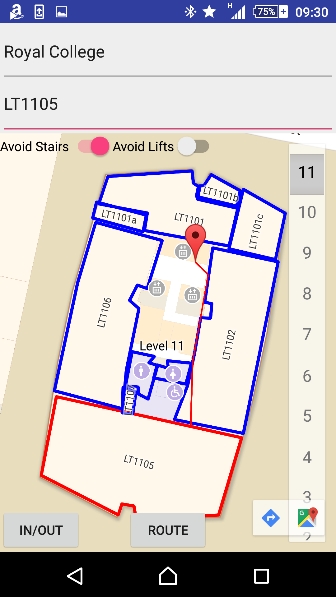 H 75% 09:30
Royal College
LT1105
Avoid Stairs Avoid Lifts
11
10
9
8
7
6
5
4
3
2
LT1101b
LT1101a
LT1101
LT1101c
LT1106
LT1102
Level 11
LT1105
IN/OUT
ROUTE